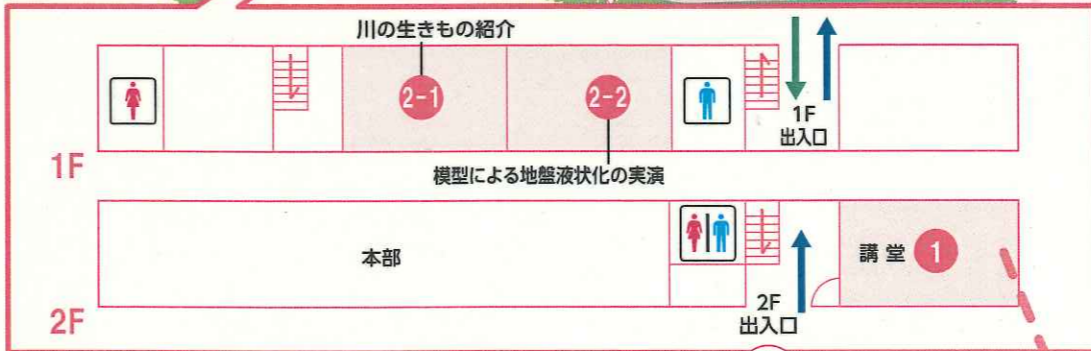 川の生きもの紹介
2-1
2-2
1F
出入口
1F
模型による地盤液状化の実演
本部
講堂 1
2F
出入口
2F